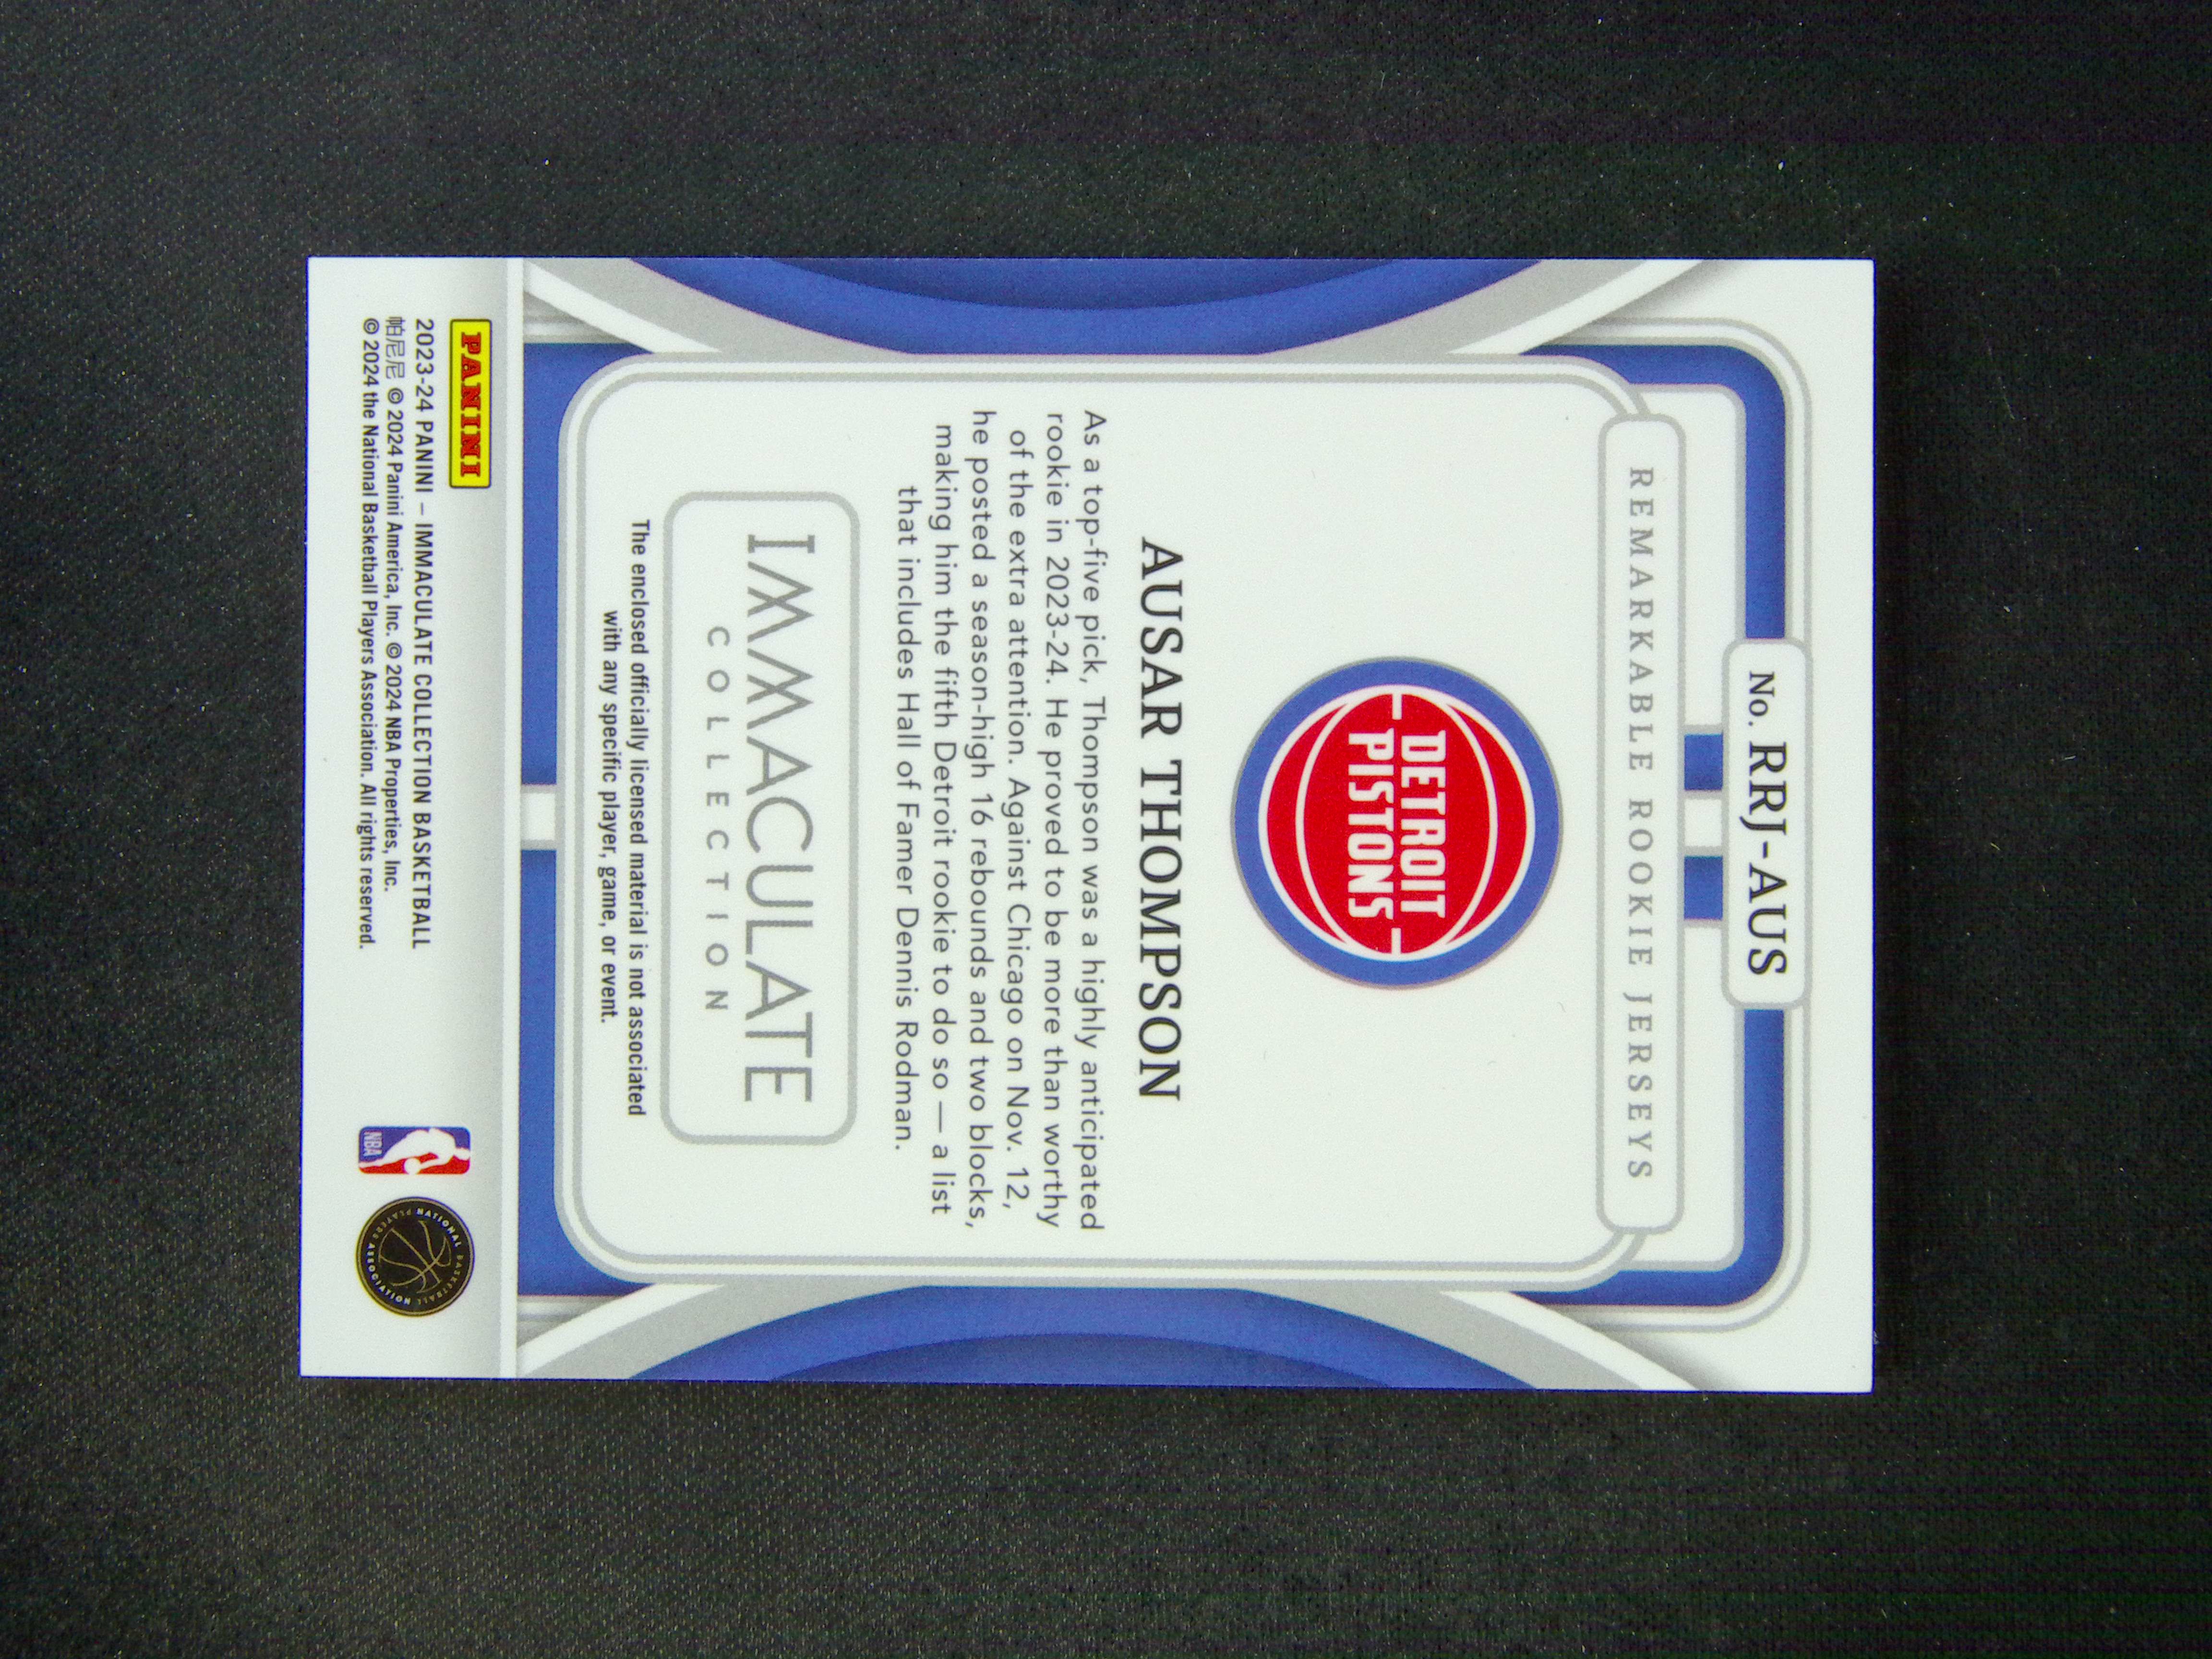 No. RRJ-AUS
REMARKABLE ROOKIE JERSEYS
DETROIT
PISTONS
AUSAR THOMPSON
As a top-five pick, Thompson was a highly anticipated
rookie in 2023-24. He proved to be more than worthy
of the extra attention. Against Chicago on Nov. 12,
he posted a season-high 16 rebounds and two blocks,
making him the fifth Detroit rookie to do so — a list
that includes Hall of Famer Dennis Rodman.
IMMACULATE
COLLECTION
The enclosed officially licensed material is not associated
with any specific player, game, or event.
PANINI
2023-24 PANINI – IMMACULATE COLLECTION BASKETBALL
帕尼尼 © 2024 Panini America, Inc. © 2024 NBA Properties, Inc.
© 2024 the National Basketball Players Association. All rights reserved.
NBA
NATIONAL BASKETBALL PLAYERS ASSOCIATION